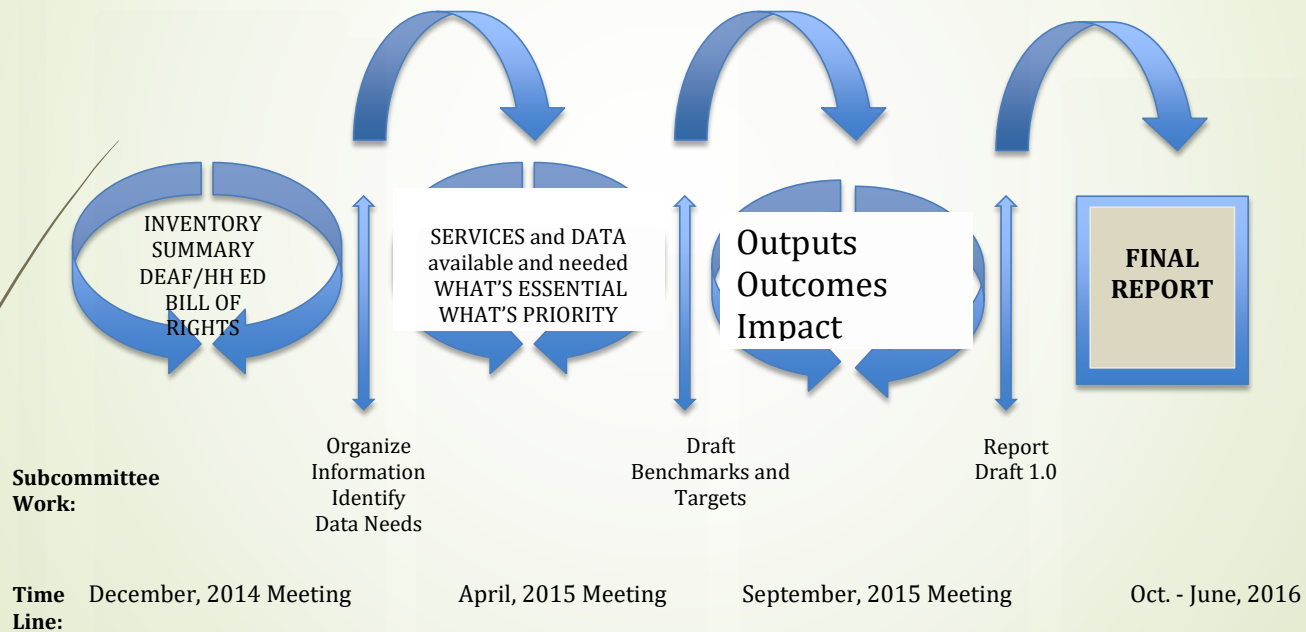 INVENTORY
SUMMARY
DEAF/HH ED
BILL OF
RIGHTS
SERVICES and DATA
available and needed
WHAT’S ESSENTIAL
WHAT’S PRIORITY
Outputs
Outcomes
Impact
FINAL
REPORT
Subcommittee
Work:
Organize
Information
Identify
Data Needs
Draft
Benchmarks and
Targets
Report
Draft 1.0
Time
Line:
December, 2014 Meeting
April, 2015 Meeting
September, 2015 Meeting
Oct. - June, 2016